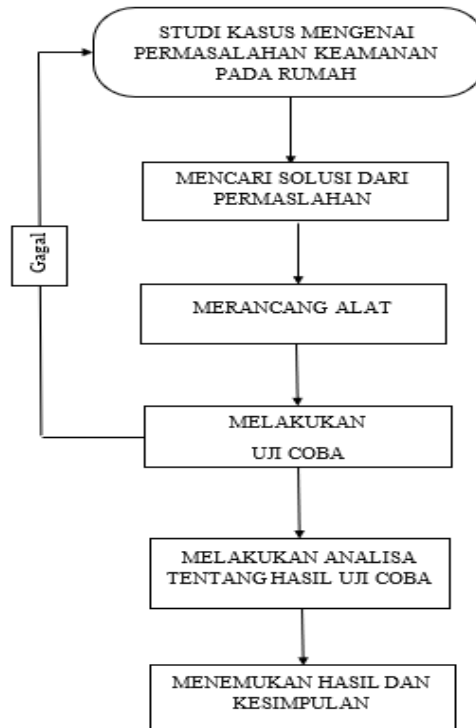 STUDI KASUS MENGENAI
PERMASALAHAN KEAMANAN
PADA RUMAH
MENCARI SOLUSI DARI
PERMASLAHAN
Gagal
MERANCANG ALAT
MELAKUKAN
UJI COBA
MELAKUKAN ANALISA
TENTANG HASIL UJI COBA
MENEMUKAN HASIL DAN
KESIMPULAN